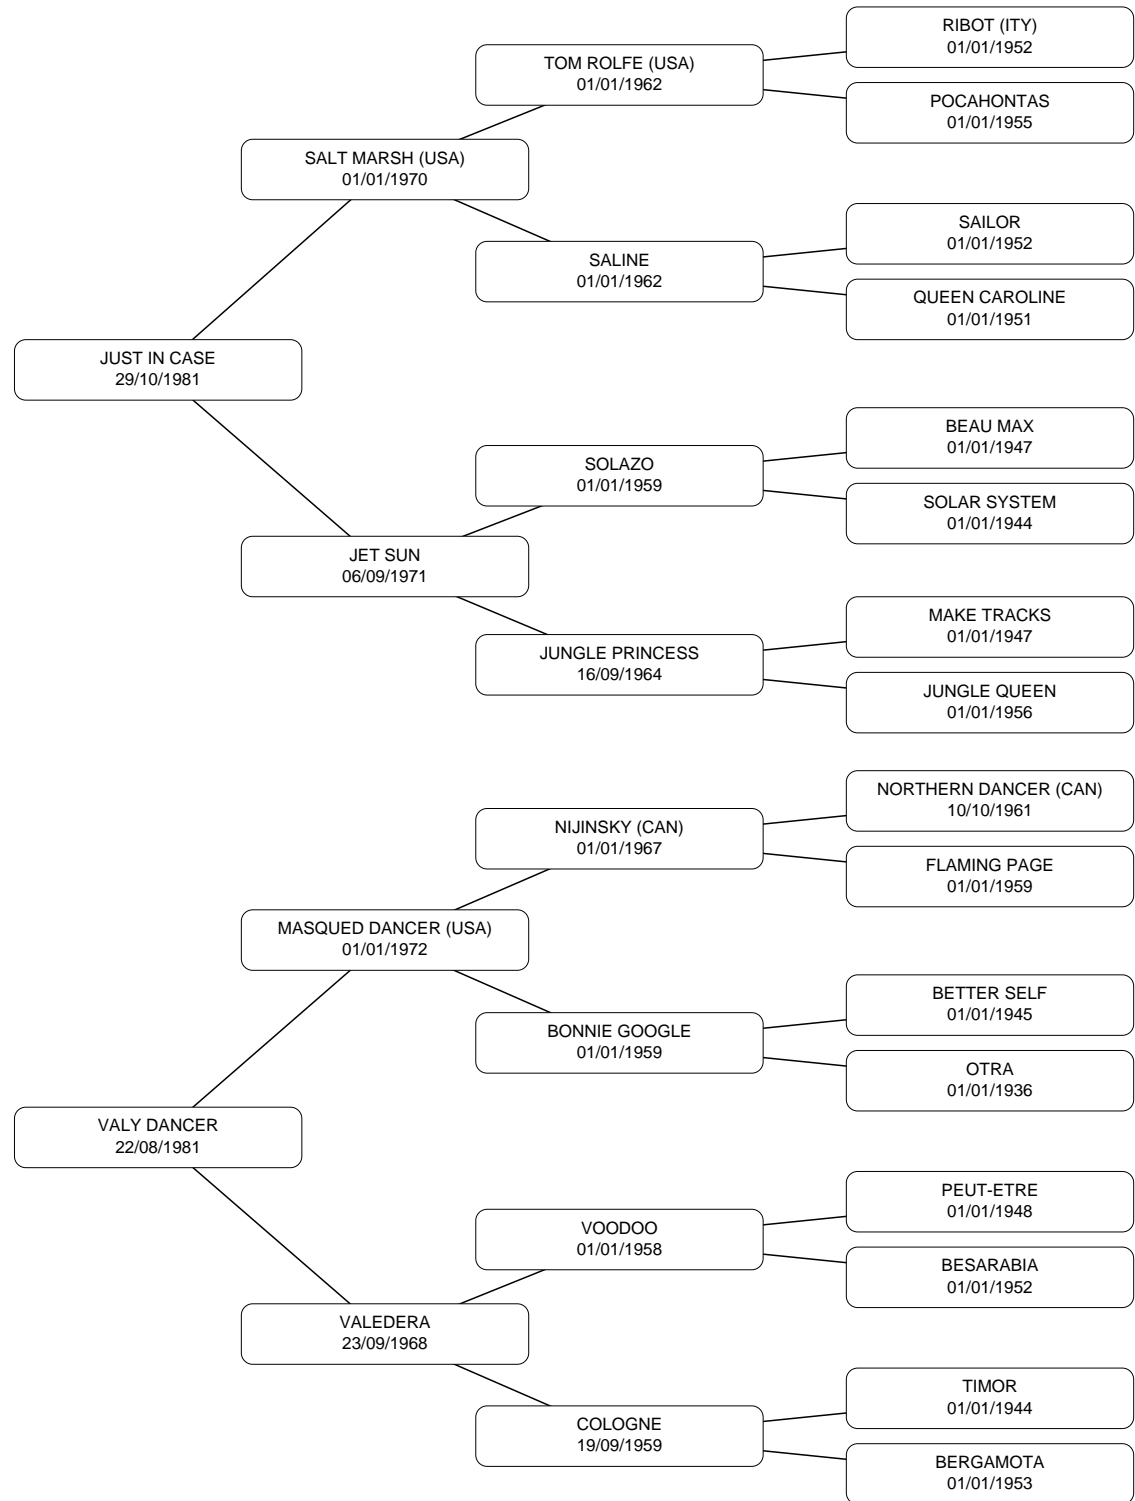 RIBOT (ITY)
01/01/1952
TOM ROLFE (USA)
01/01/1962
POCAHONTAS
01/01/1955
SALT MARSH (USA)
01/01/1970
SAILOR
01/01/1952
SALINE
01/01/1962
QUEEN CAROLINE
01/01/1951
JUST IN CASE
29/10/1981
BEAU MAX
01/01/1947
SOLAZO
01/01/1959
SOLAR SYSTEM
01/01/1944
JET SUN
06/09/1971
MAKE TRACKS
01/01/1947
JUNGLE PRINCESS
16/09/1964
JUNGLE QUEEN
01/01/1956
NORTHERN DANCER (CAN)
10/10/1961
NIJINSKY (CAN)
01/01/1967
FLAMING PAGE
01/01/1959
MASQUED DANCER (USA)
01/01/1972
BETTER SELF
01/01/1945
BONNIE GOOGLE
01/01/1959
OTRA
01/01/1936
VALY DANCER
22/08/1981
PEUT-ETRE
01/01/1948
VOODOO
01/01/1958
BESARABIA
01/01/1952
VALEDERA
23/09/1968
TIMOR
01/01/1944
COLOGNE
19/09/1959
BERGAMOTA
01/01/1953